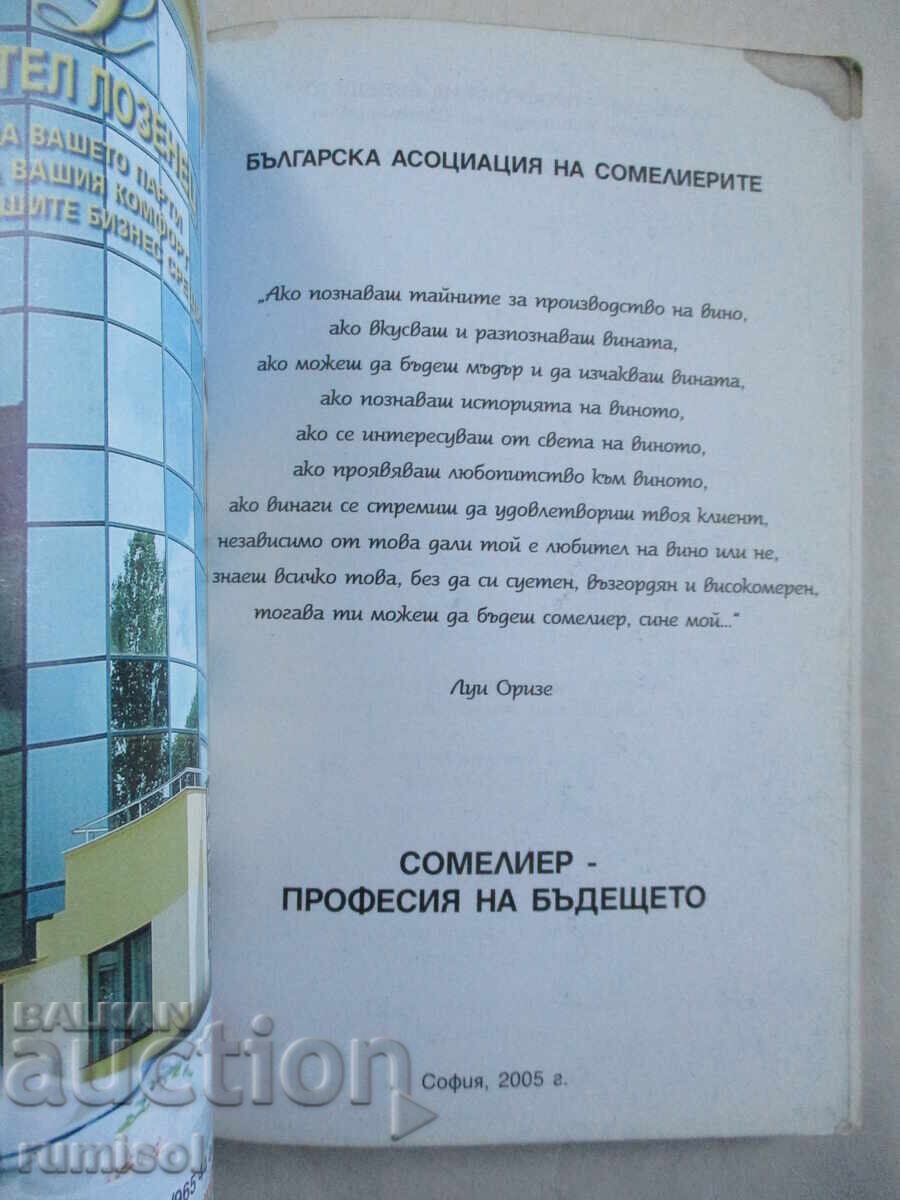 ТЕЛ ЛОЗЕНЕЦ
ВАШЕТО ПАРТИ
ВАШИЯ КОМФОРТ
БИЗНЕС
БЪЛГАРСКА АСОЦИАЦИЯ НА СОМЕЛИЕРИТЕ
„Ако познаваш тайните за производство на вино,
ако вкусваш и разпознаваш вината,
ако можеш да бъдеш мъдър и да изчакваш вината,
ако познаваш историята на виното,
ако се интересуваш от света на виното,
ако проявяваш любопитство към виното,
ако винаги се стремиш да удовлетвориш твоя клиент,
независимо от това дали той е любител на вино или не,
знаеш всичко това, без да си суетен, възгордян и високомерен,
тогава ти можеш да бъдеш сомелиер, сине мой..."
Луи Оризе
СОМЕЛИЕР -
ПРОФЕСИЯ НА БЪДЕЩЕТО
София, 2005 г.
BALKAN
auction
rumisol